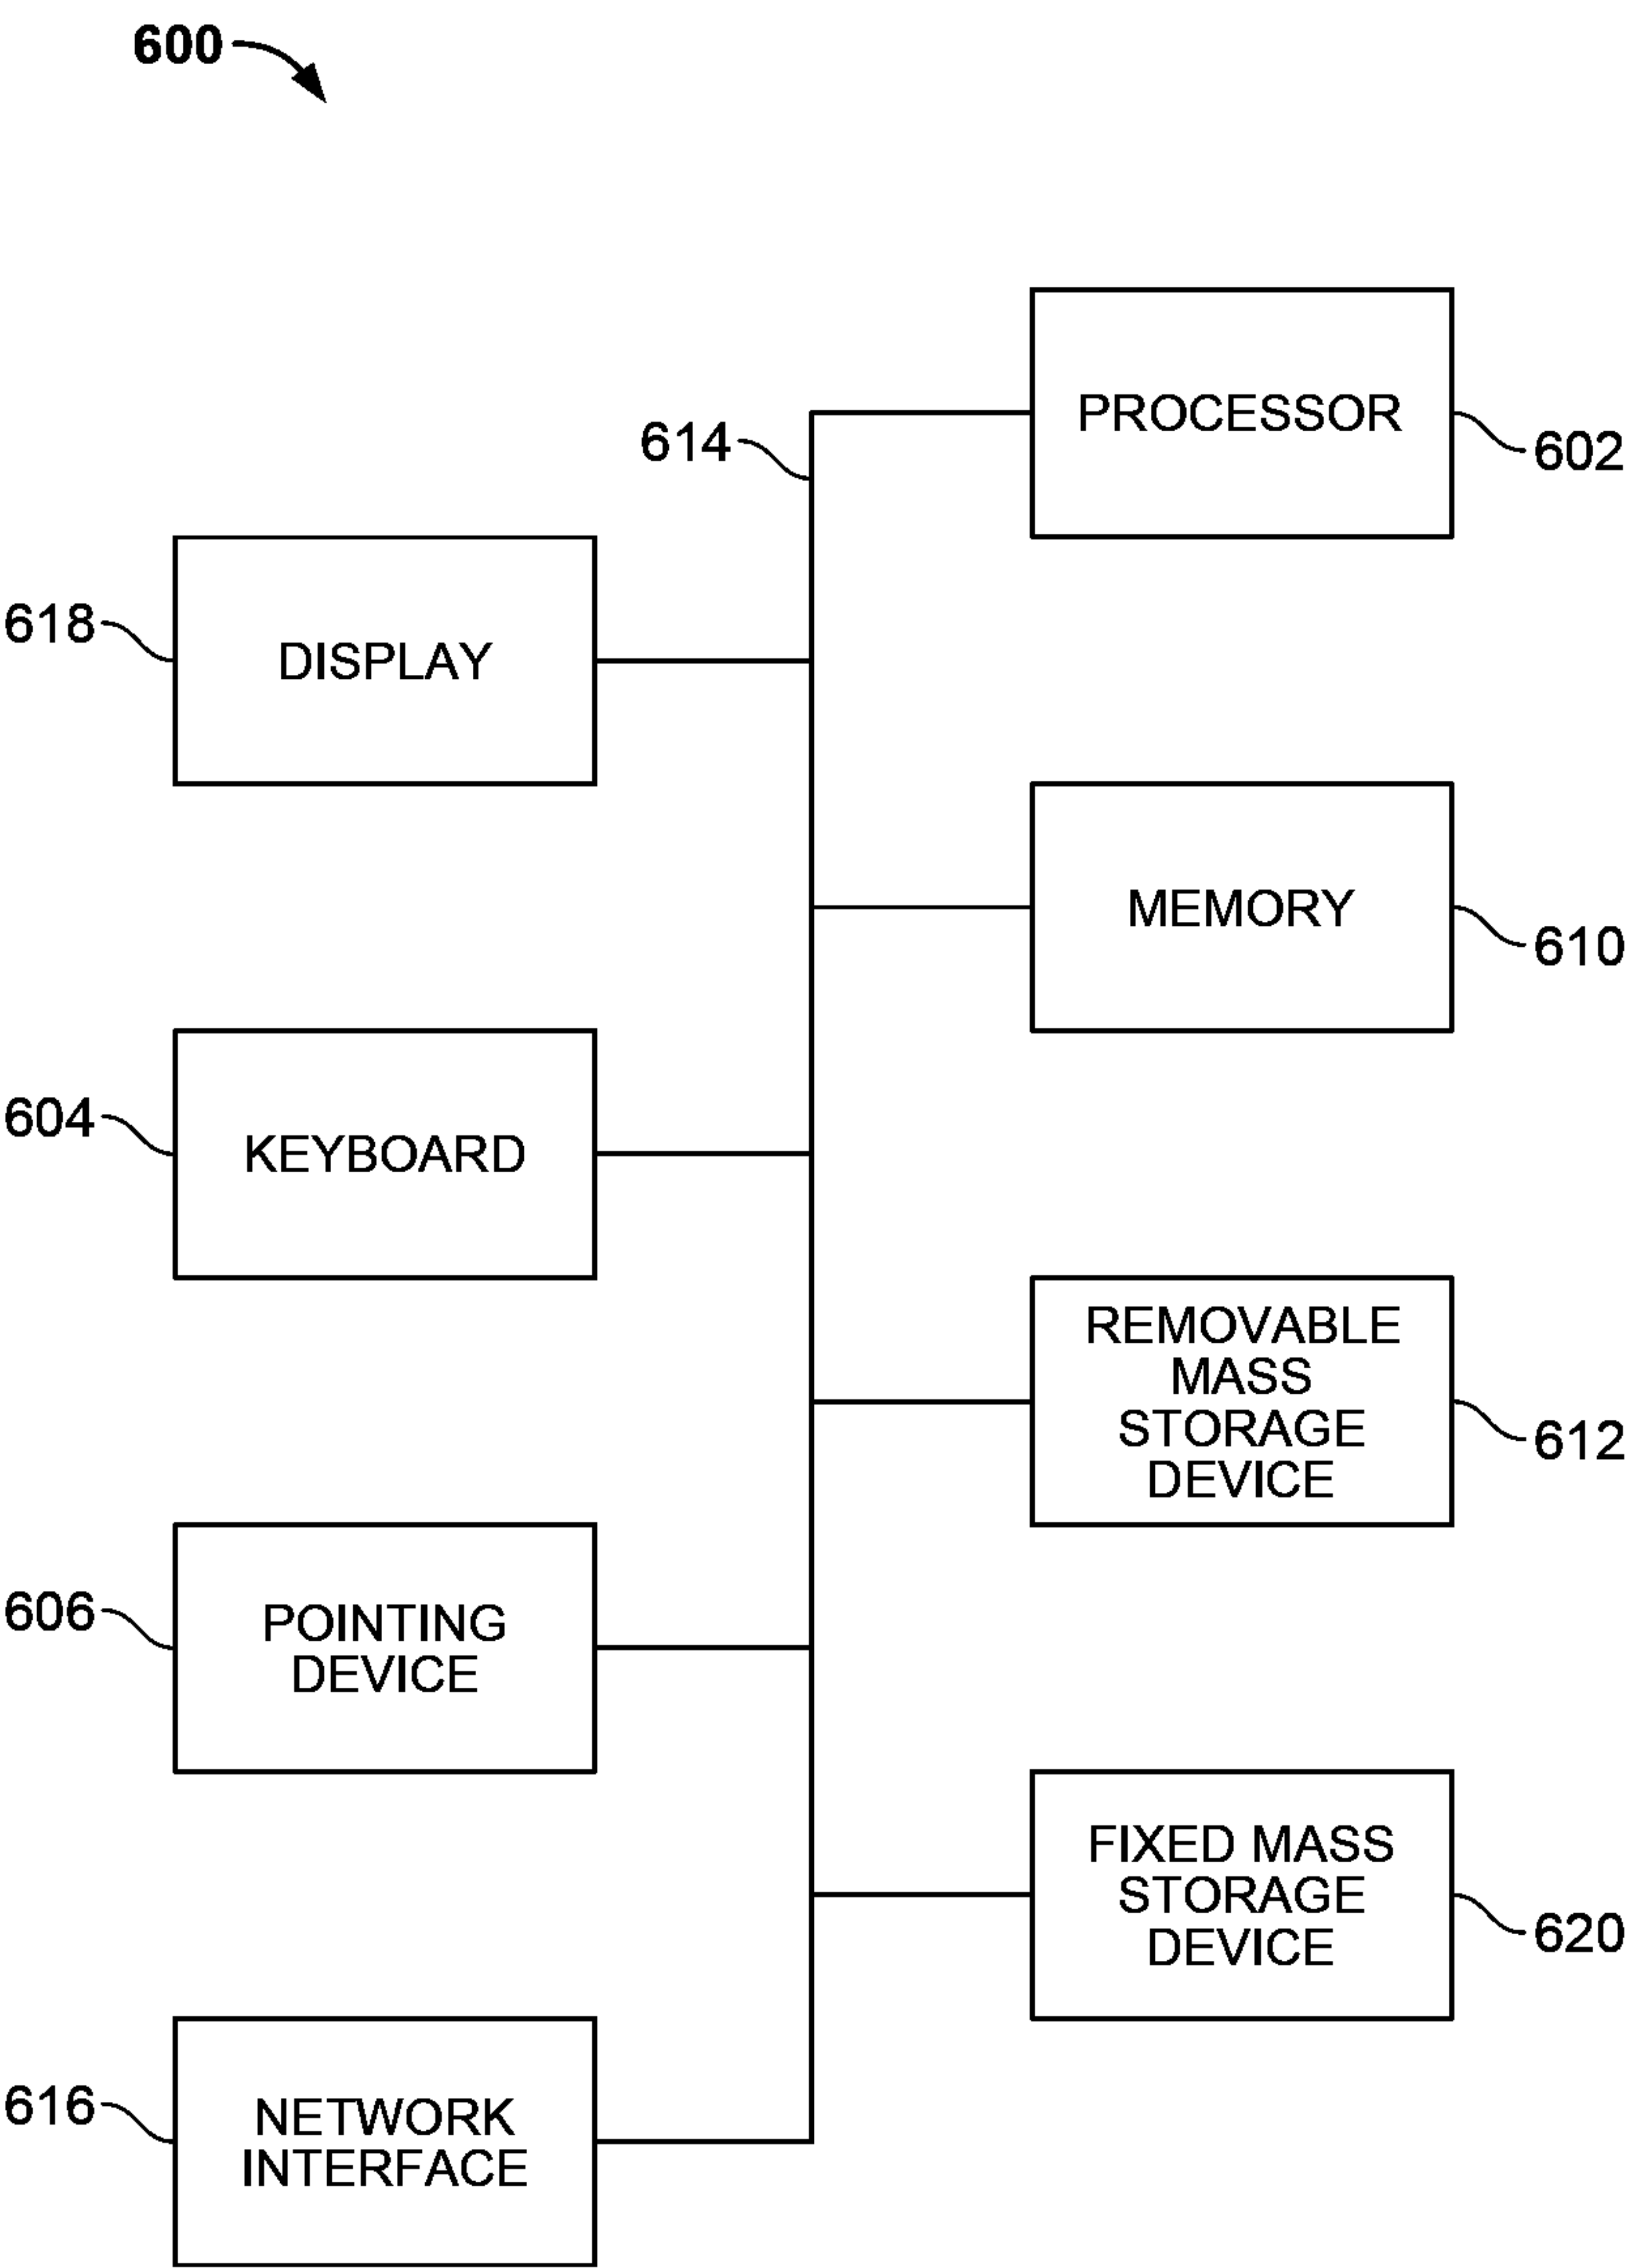 600
PROCESSOR
614
602
618
DISPLAY
MEMORY
610
604
KEYBOARD
REMOVABLE
MASS
STORAGE
DEVICE
612
606
POINTING
DEVICE
FIXED MASS
STORAGE
DEVICE
620
616
NETWORK
INTERFACE